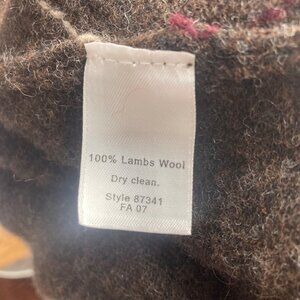 100% Lambs Wool
Dry clean.
Style 87341
FA 07